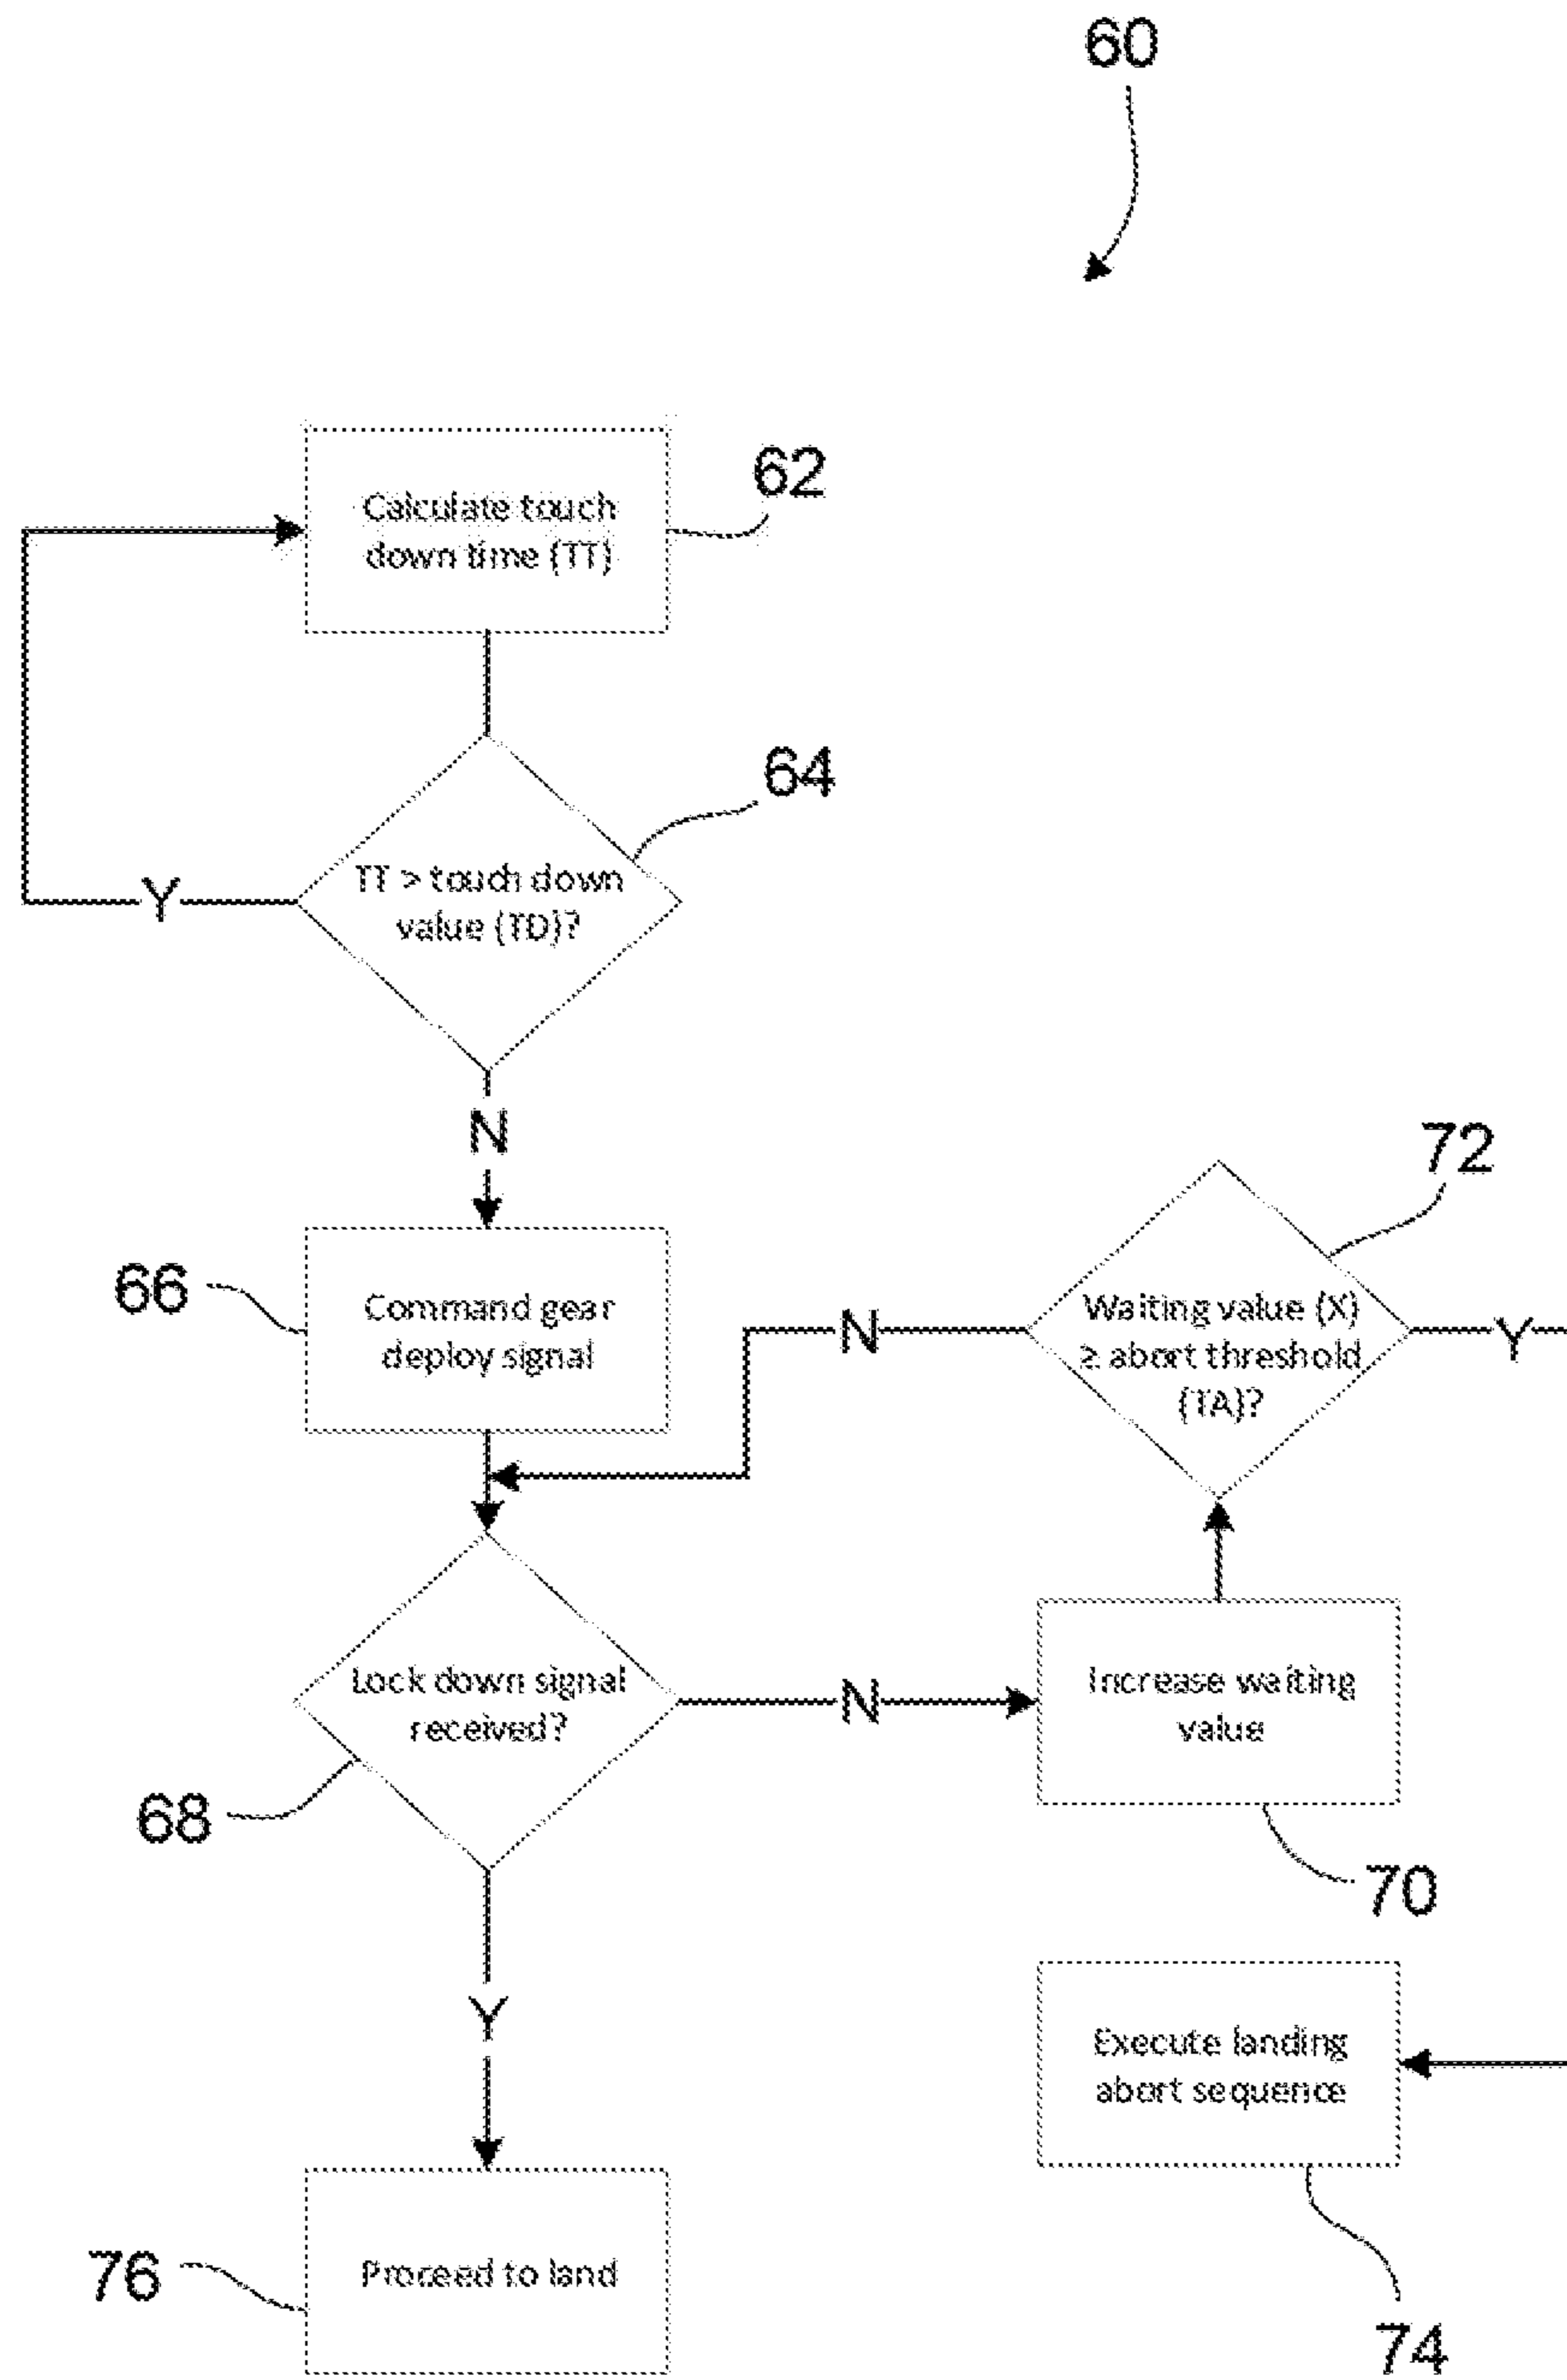 60
Calculate touch
down time (TT)
62
64
TT > touch down
value (TD)?
Y
N
72
66
Command gear
deploy signal
Waiting value (X)
≥ abort threshold
(TA)?
N
Y
Lock down signal
received?
N
Increase waiting
value
68
70
Y
Execute landing
abort sequence
76
Proceed to land
74